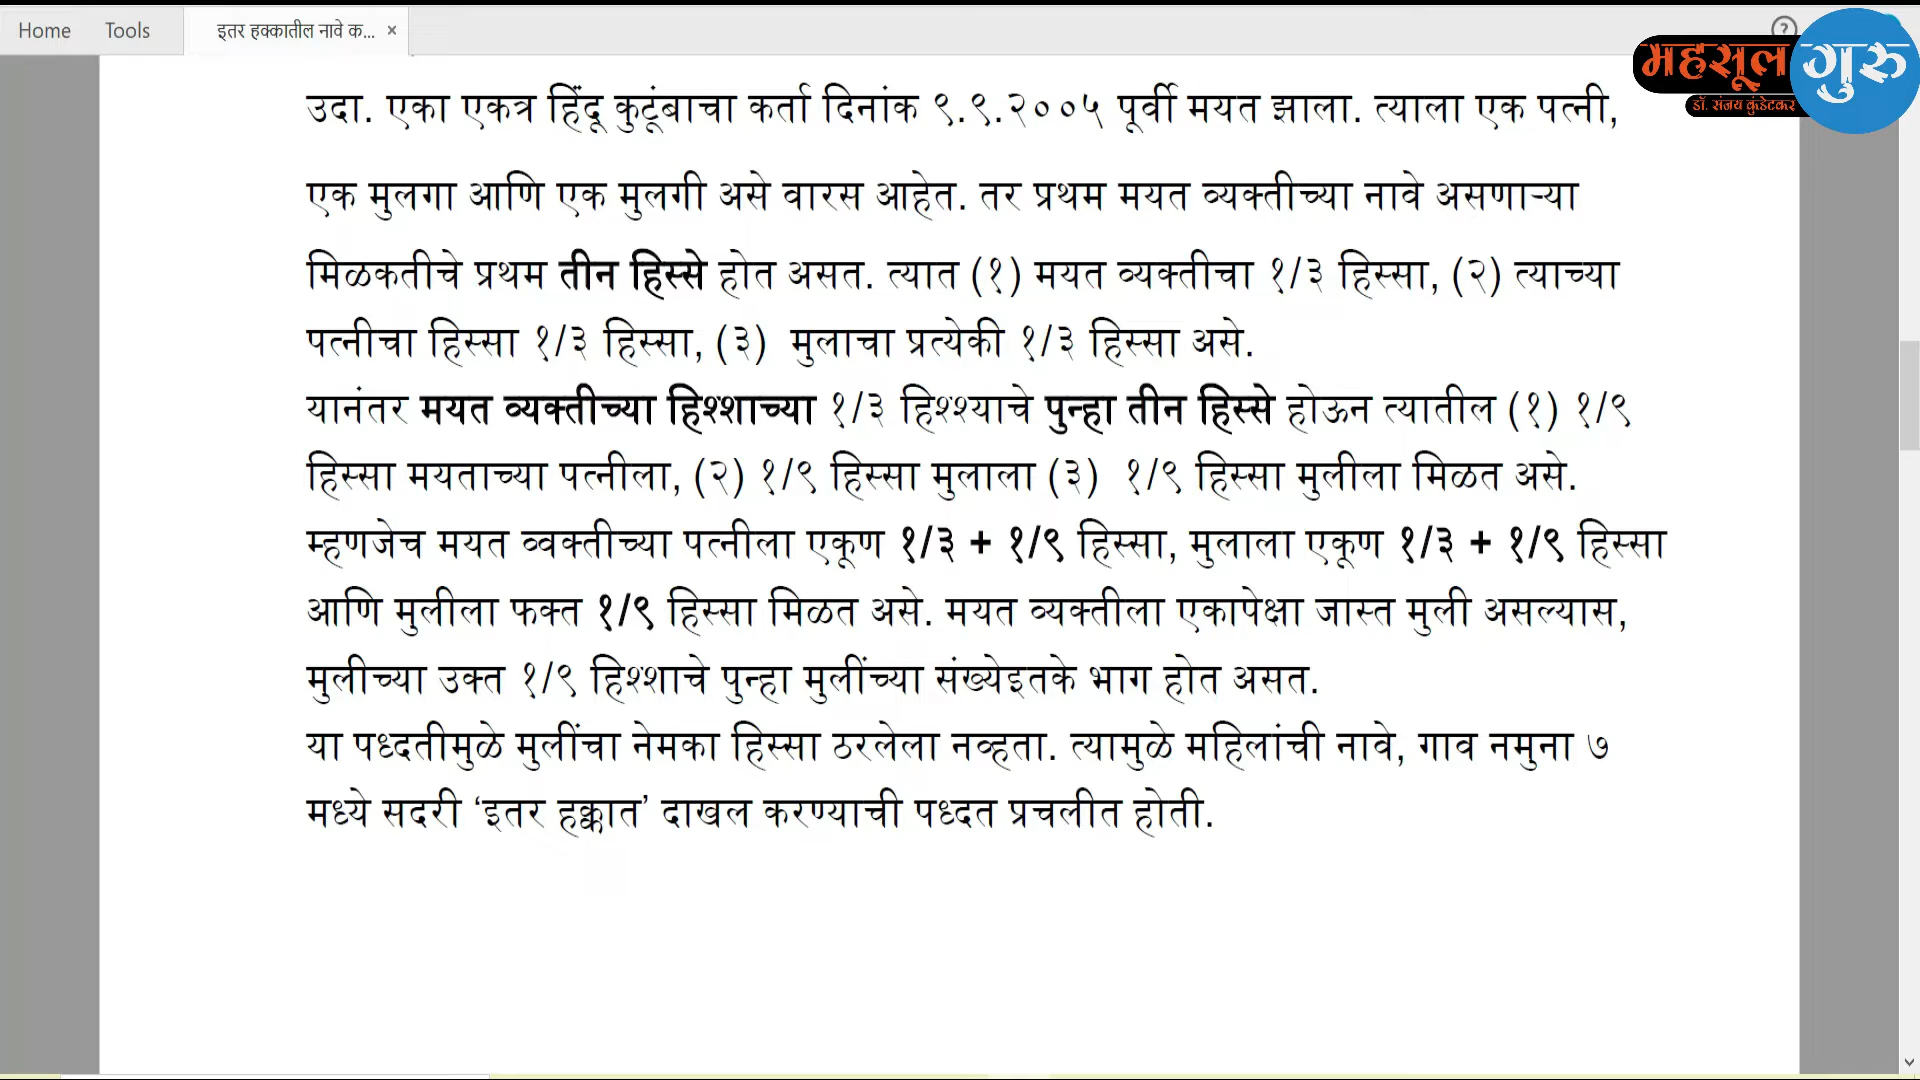 Home Tools इतर हक्कातील नावे क... ×
?
महसूल गुरु
डॉ. संजय कुंडेटकर
उदा. एका एकत्र हिंदू कुटूंबाचा कर्ता दिनांक ९.९.२००५ पूर्वी मयत झाला. त्याला एक पत्नी,
एक मुलगा आणि एक मुलगी असे वारस आहेत. तर प्रथम मयत व्यक्तीच्या नावे असणाऱ्या
मिळकतीचे प्रथम तीन हिस्से होत असत. त्यात (१) मयत व्यक्तीचा १/३ हिस्सा, (२) त्याच्या
पत्नीचा हिस्सा १/३ हिस्सा, (३) मुलाचा प्रत्येकी १/३ हिस्सा असे.
यानंतर मयत व्यक्तीच्या हिश्शाच्या १/३ हिश्श्याचे पुन्हा तीन हिस्से होऊन त्यातील (१) १/९
हिस्सा मयताच्या पत्नीला, (२) १/९ हिस्सा मुलाला (३) १/९ हिस्सा मुलीला मिळत असे.
म्हणजेच मयत व्वक्तीच्या पत्नीला एकूण १/३ + १/९ हिस्सा, मुलाला एकूण १/३ + १/९ हिस्सा
आणि मुलीला फक्त १/९ हिस्सा मिळत असे. मयत व्यक्तीला एकापेक्षा जास्त मुली असल्यास,
मुलीच्या उक्त १/९ हिश्शाचे पुन्हा मुलींच्या संख्येइतके भाग होत असत.
या पध्दतीमुळे मुलींचा नेमका हिस्सा ठरलेला नव्हता. त्यामुळे महिलांची नावे, गाव नमुना ७
मध्ये सदरी ‘इतर हक्कात’ दाखल करण्याची पध्दत प्रचलीत होती.